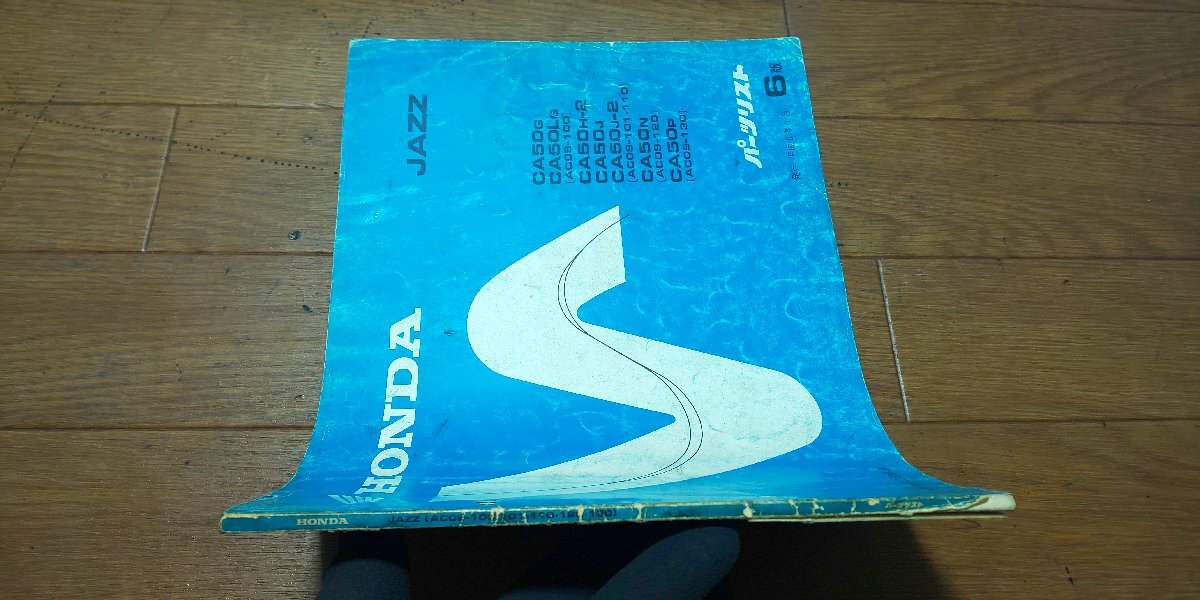 HONDA
JAZZ
CA50G
CA50LG
(AC09-100)
CA50H-2
CA50J
CA50J-2
(AC09-101·110)
CA50N
(AC09-120)
CA50P
(AC09-130)
パーツリスト
6版
HONDA
JAZZ